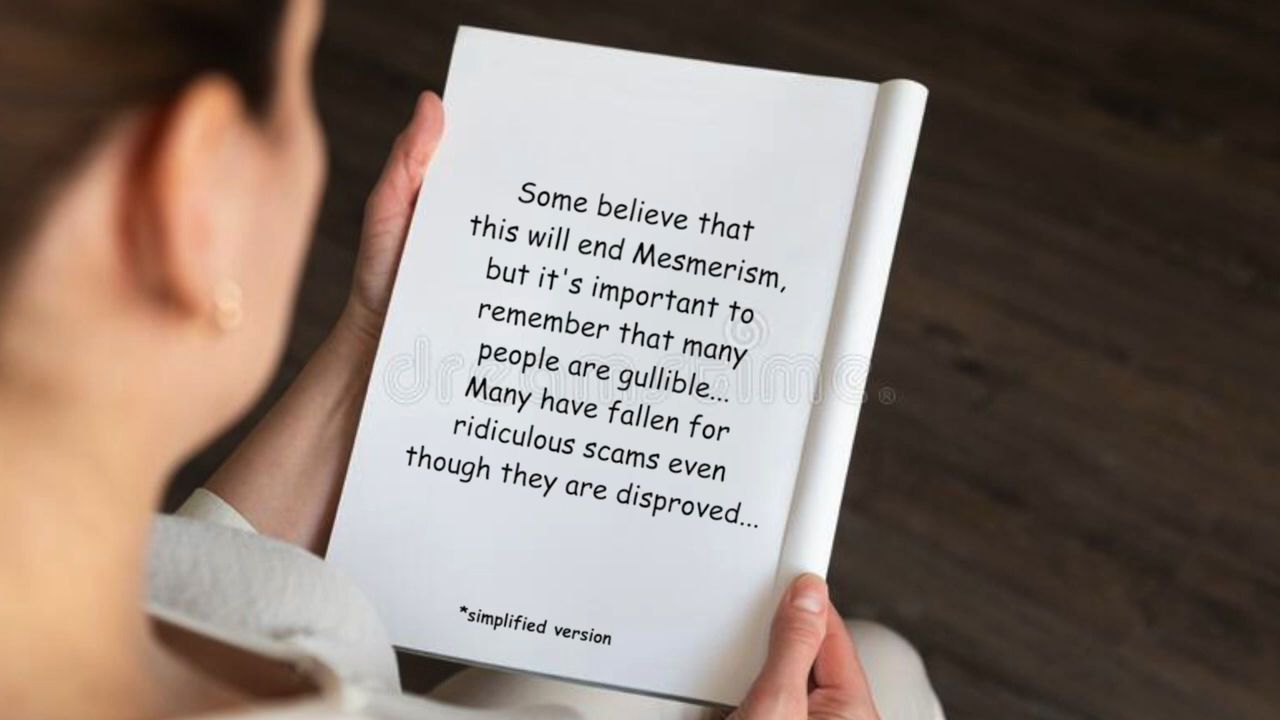 Some believe that
this will end Mesmerism,
but it's important to
remember that many
people are gullible...
Many have fallen for
ridiculous scams even
though they are disproved...
dreamstime®
*simplified version